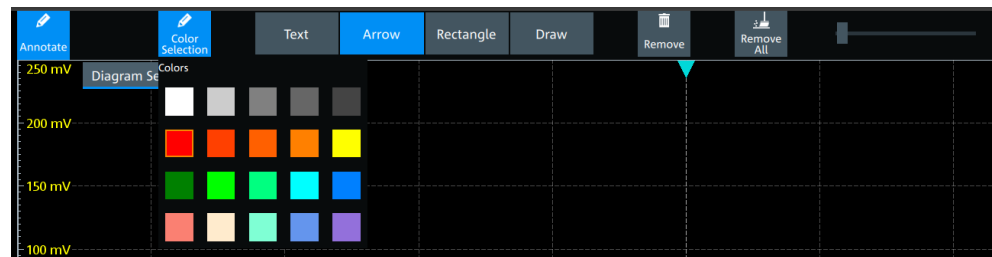 Annotate
Color
Selection
Text
Arrow
Rectangle
Draw
Remove
Remove
All
250 mV
Diagram Se
Colors
200 mV
150 mV
100 mV